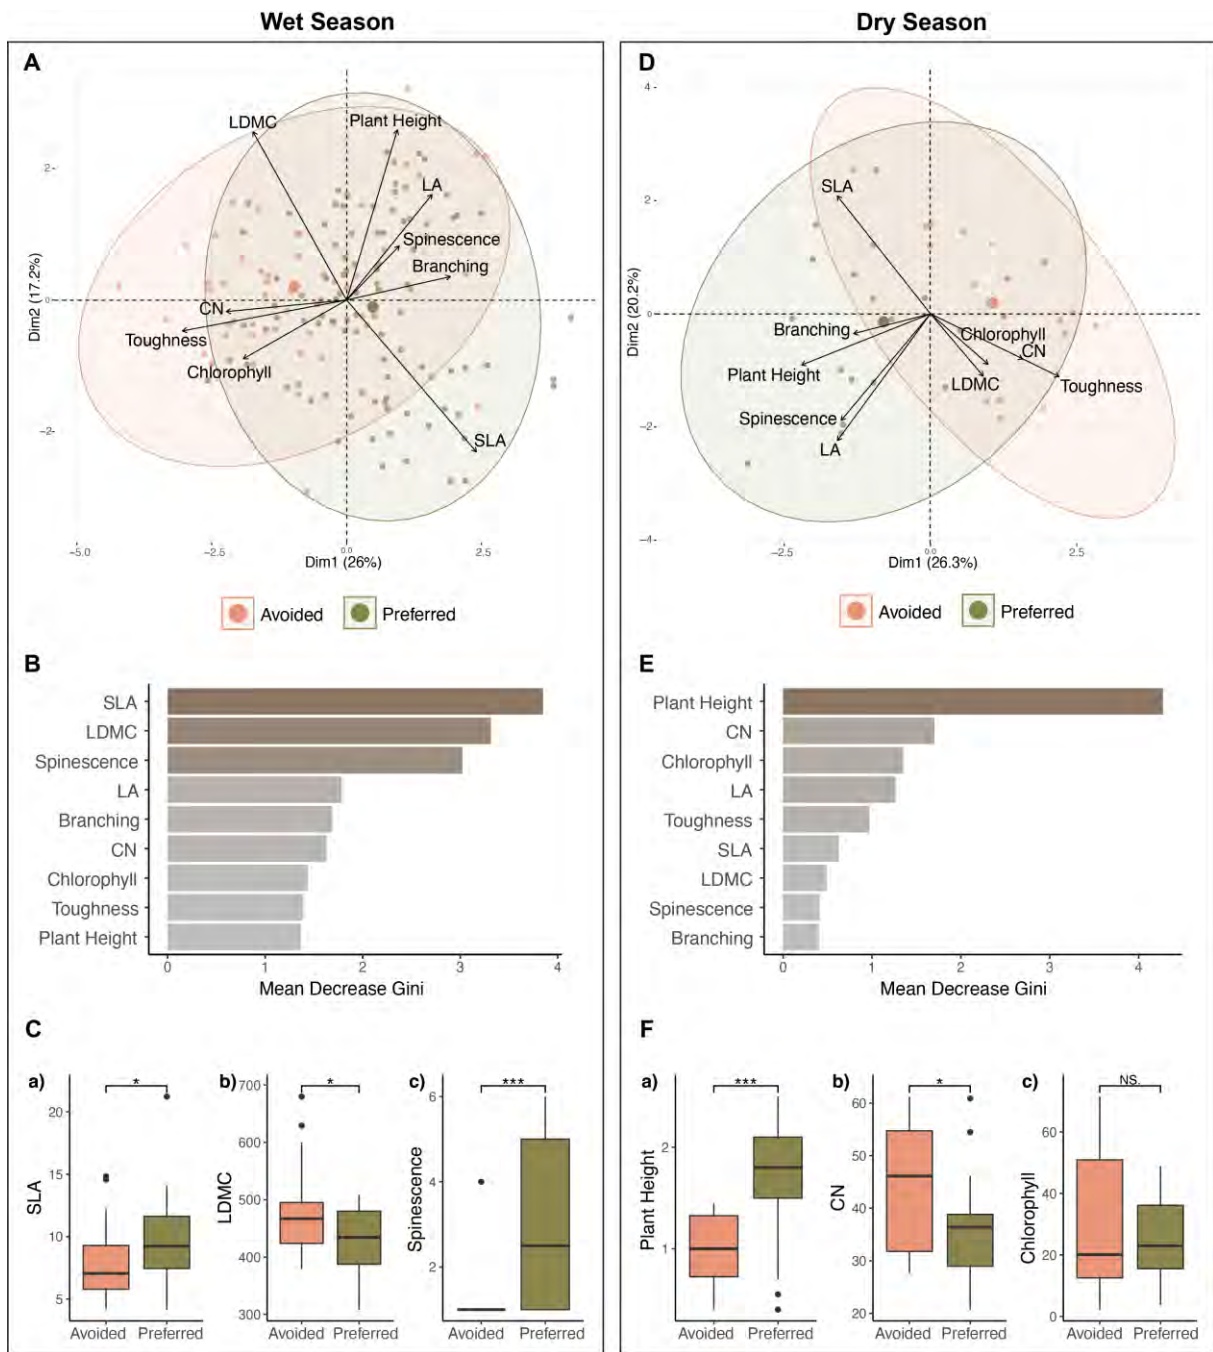 Wet Season
Dry Season
A
LDMC
Plant Height
LA
Spinescence
Branching
CN
Toughness
Chlorophyll
SLA
2 -
0 -
-2 -
Dim2 (17.2%)
-5.0
-2.5
0.0
2.5
Dim1 (26%)
Avoided
Preferred
D
SLA
Branching
Plant Height
Spinescence
LA
Chlorophyll
CN
LDMC
Toughness
4 -
2 -
0 -
-2 -
-4 -
Dim2 (20.2%)
-2.5
0.0
2.5
Dim1 (26.3%)
Avoided
Preferred
B
SLA
LDMC
Spinescence
LA
Branching
CN
Chlorophyll
Toughness
Plant Height
0 1 2 3 4
Mean Decrease Gini
E
Plant Height
CN
Chlorophyll
LA
Toughness
SLA
LDMC
Spinescence
Branching
0 1 2 3 4
Mean Decrease Gini
C
a)
*
SLA
20
15
10
5
Avoided Preferred
b)
*
LDMC
700
600
500
400
300
Avoided Preferred
c)
***
Spinescence
6
4
2
Avoided Preferred
F
a)
***
Plant Height
2
1
Avoided Preferred
b)
*
CN
60
50
40
30
20
Avoided Preferred
c)
NS.
Chlorophyll
60
40
20
0
Avoided Preferred